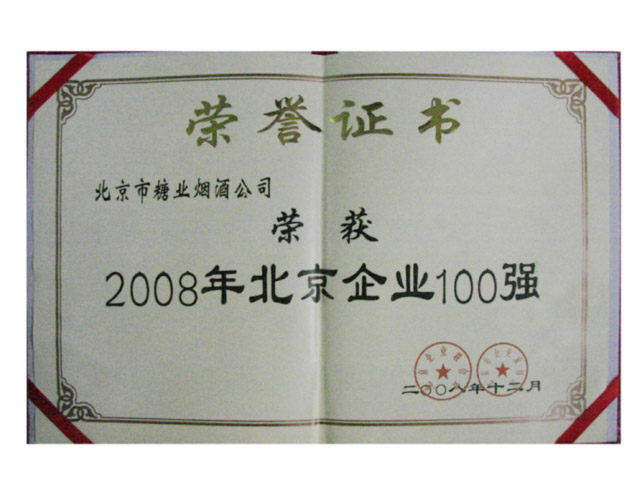 荣誉证书
北京市糖业烟酒公司
荣获
2008年北京企业100强
二〇〇八年十二月